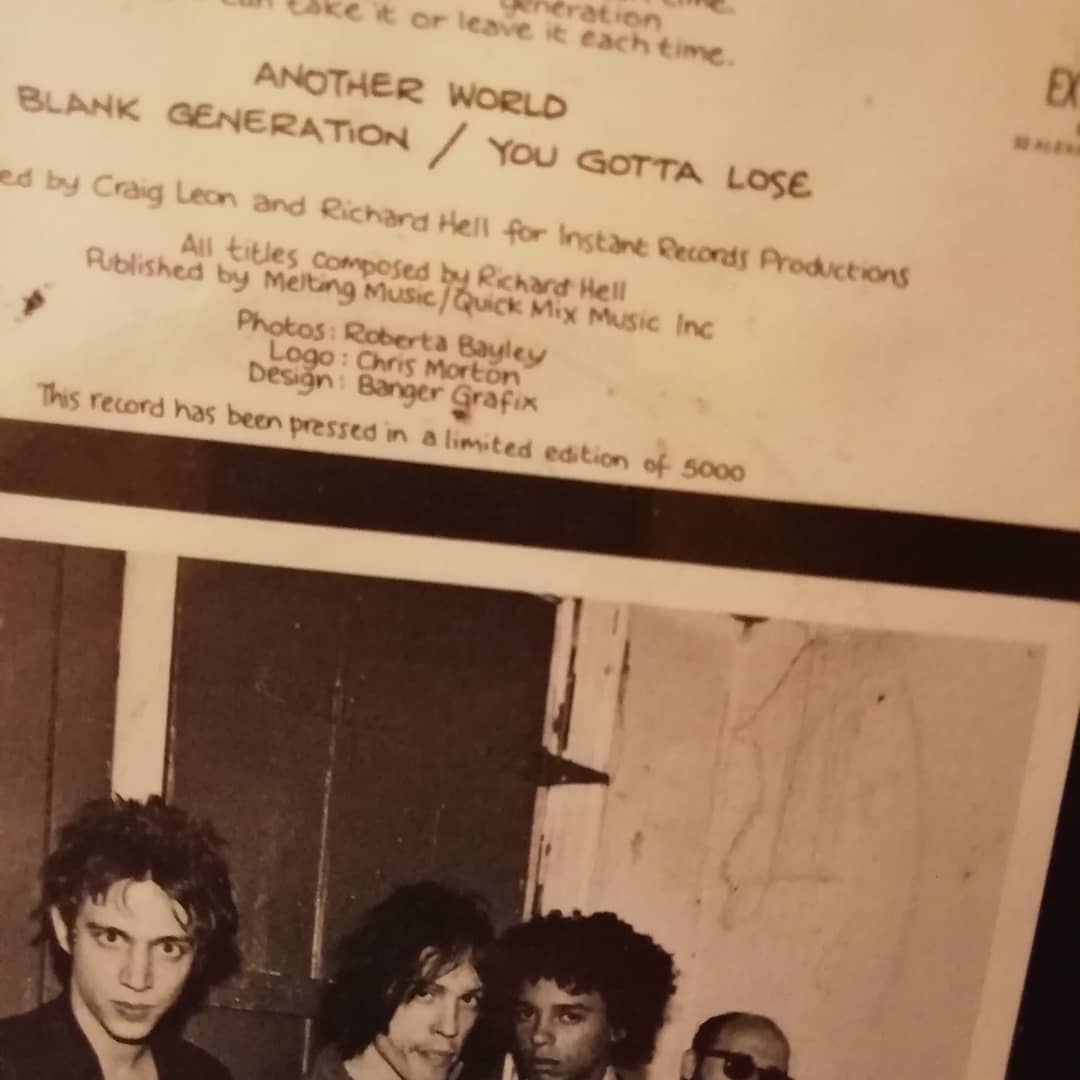 generation
take it or leave it each time.
ANOTHER WORLD
BLANK GENERATION / YOU GOTTA LOSE
ed by Craig Leon and Richard Hell for Instant Records Productions
All titles composed by Richard Hell
Published by Melting Music/Quick Mix Music Inc
Photos: Roberta Bayley
Logo: Chris Morton
Design: Banger Grafix
This record has been pressed in a limited edition of 5000
EX